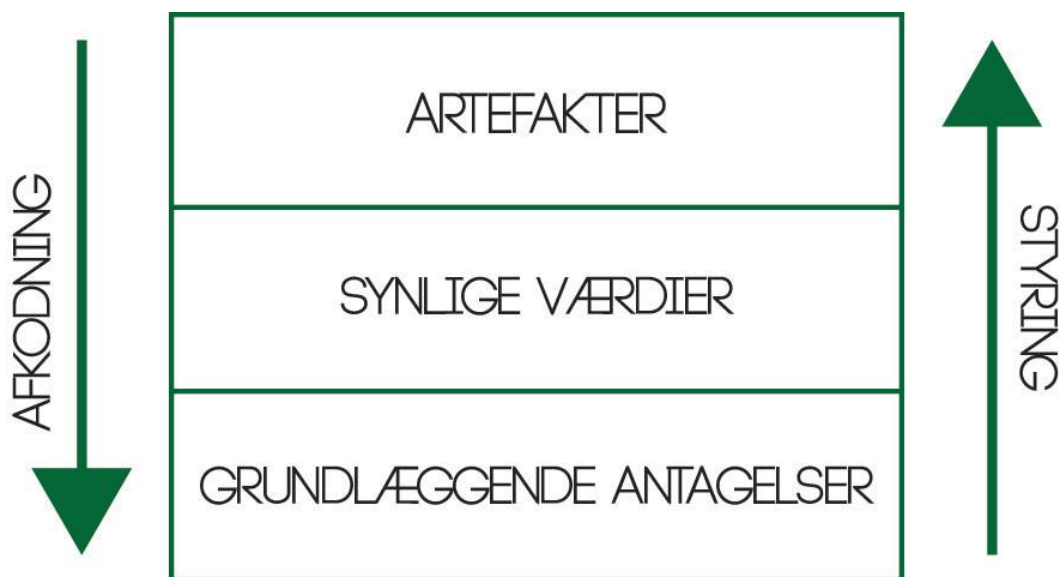 ARTEFAKTER
AFKODNING
SYNLIGE VÆRDIER
STYRING
GRUNDLÆGGENDE ANTAGELSER